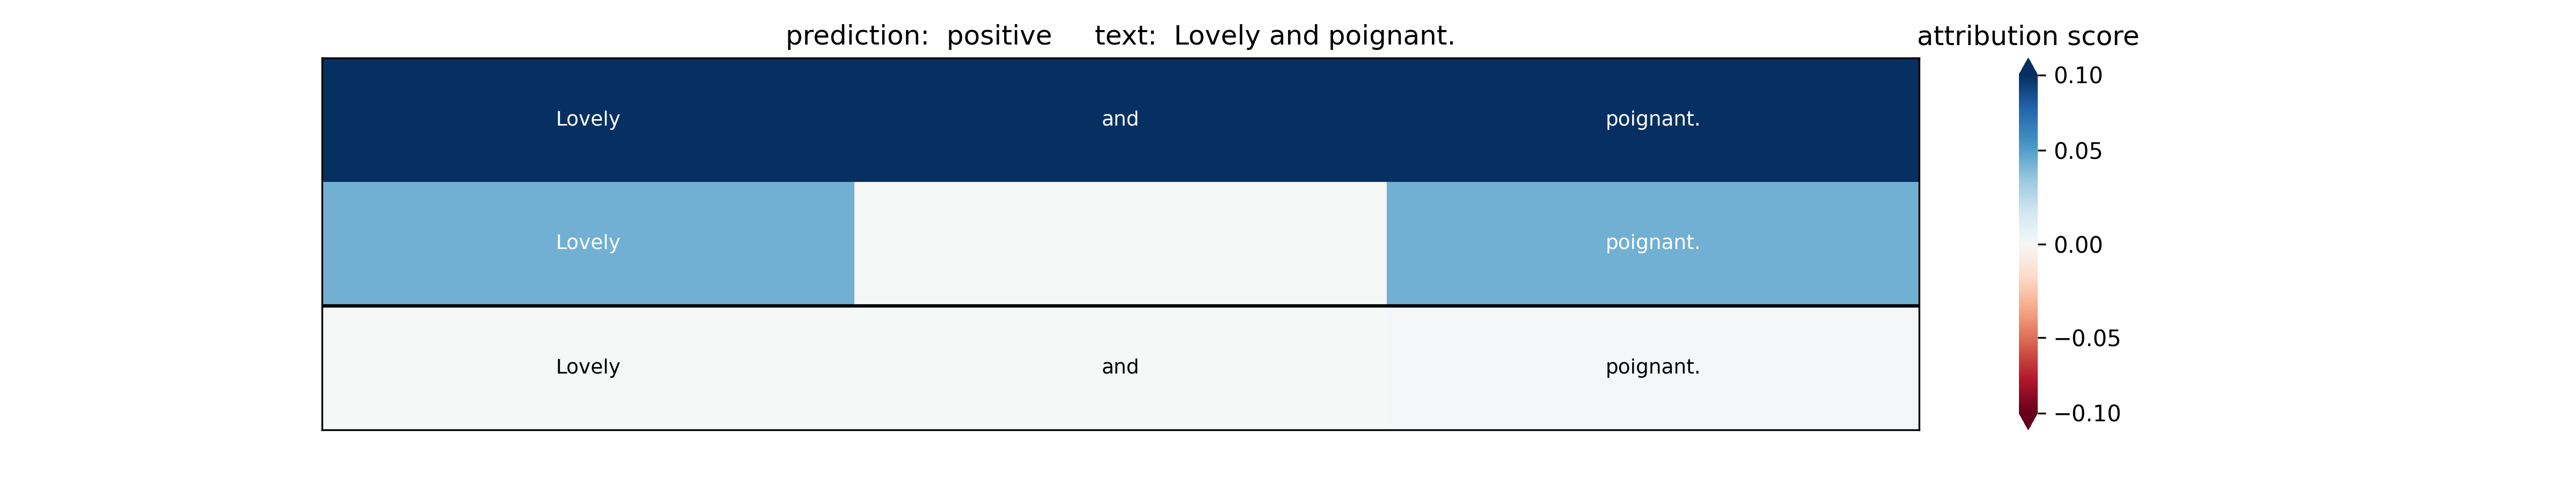 prediction:  positive     text:  Lovely and poignant.
attribution score
Lovely and poignant.
Lovely poignant.
Lovely and poignant.
0.10
0.05
0.00
−0.05
−0.10